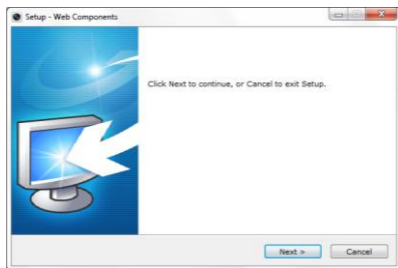 Setup - Web Components
Click Next to continue, or Cancel to exit Setup.
Next >
Cancel